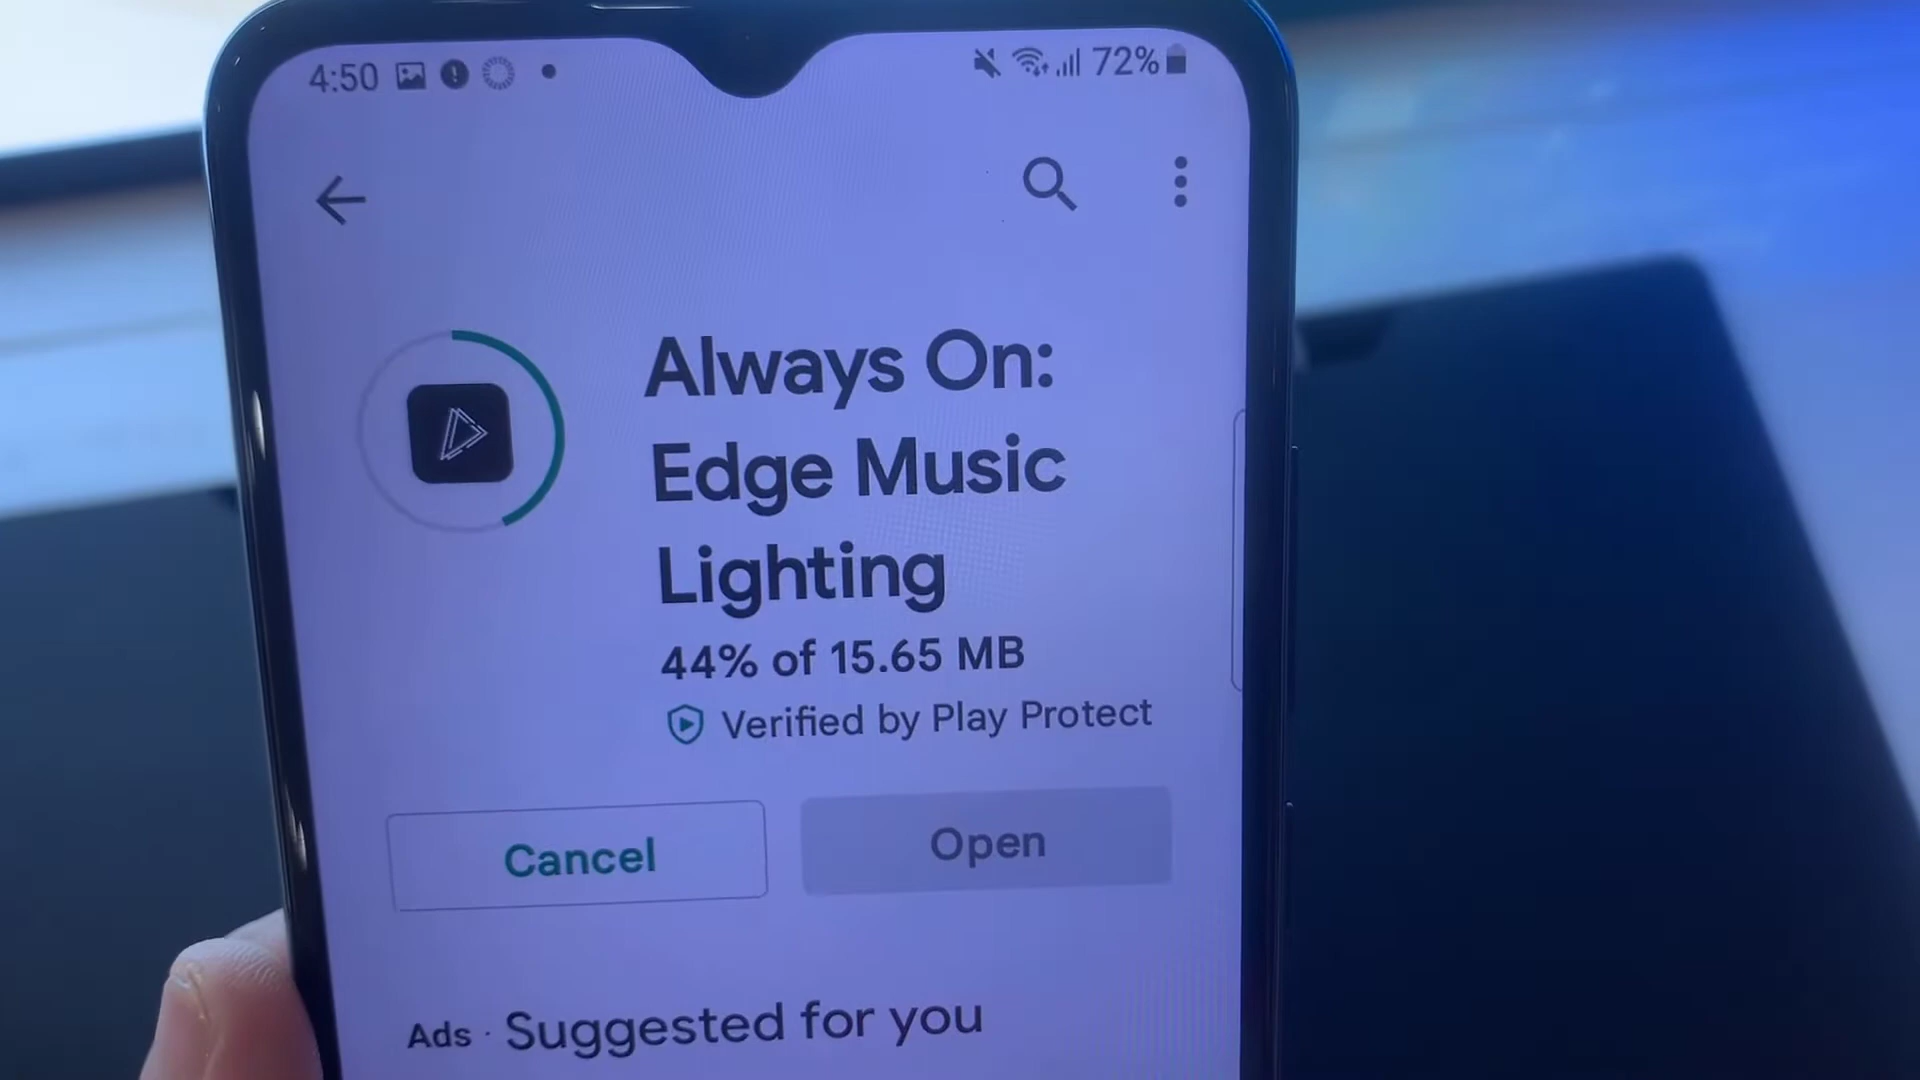 4:50
72%
Always On:
Edge Music
Lighting
44% of 15.65 MB
Verified by Play Protect
Cancel
Open
Ads · Suggested for you